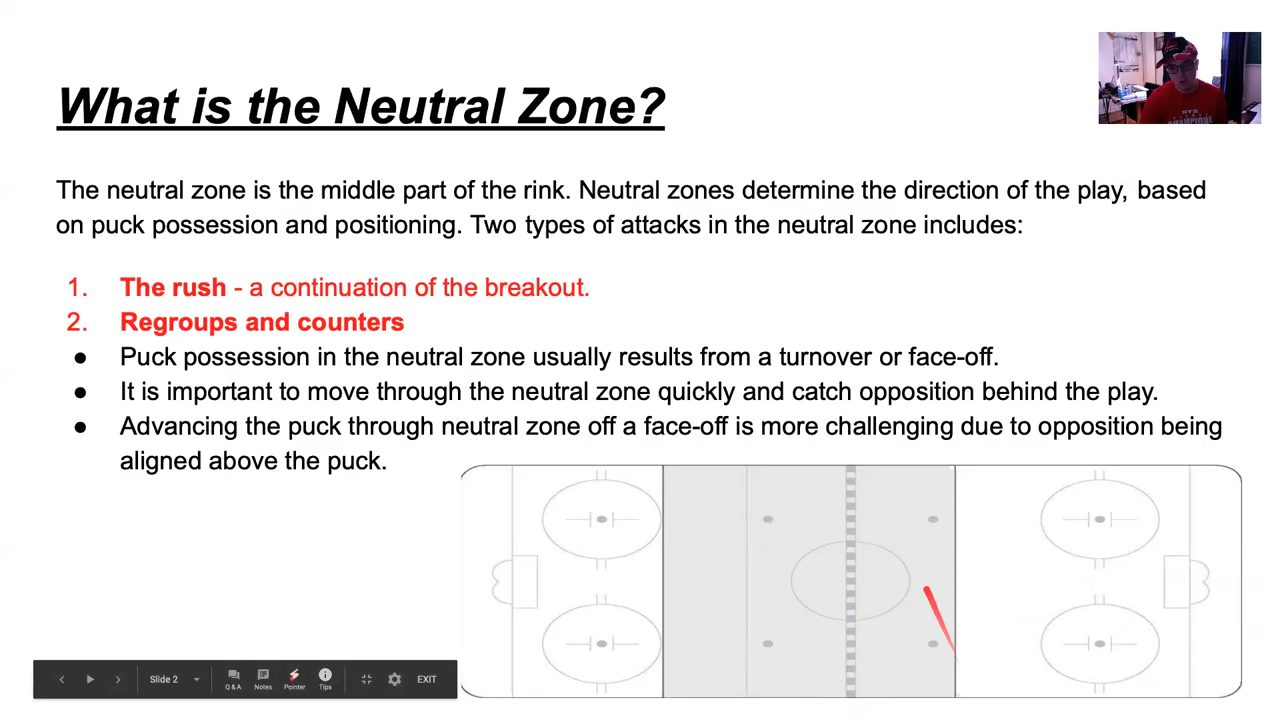 What is the Neutral Zone?
The neutral zone is the middle part of the rink. Neutral zones determine the direction of the play, based
on puck possession and positioning. Two types of attacks in the neutral zone includes:
1. The rush - a continuation of the breakout.
2. Regroups and counters
● Puck possession in the neutral zone usually results from a turnover or face-off.
● It is important to move through the neutral zone quickly and catch opposition behind the play.
● Advancing the puck through neutral zone off a face-off is more challenging due to opposition being
aligned above the puck.
Slide 2
Q & A
Notes
Pointer
Tips
EXIT